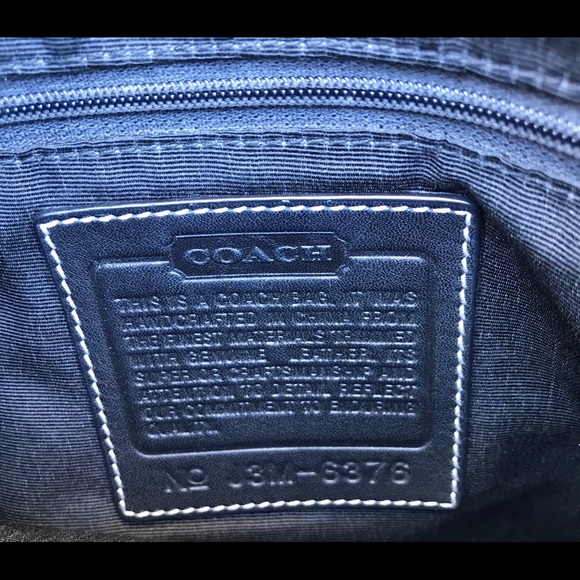 COACH
THIS IS A COACH BAG. IT WAS
HANDCRAFTED IN CHINA FROM
THE FINEST MATERIALS TRIMMED
WITH GENUINE LEATHER. ITS
SUPERIOR CRAFTSMANSHIP AND
ATTENTION TO DETAIL REFLECT
OUR COMMITMENT TO ENDURING
QUALITY.
No J3M-6376